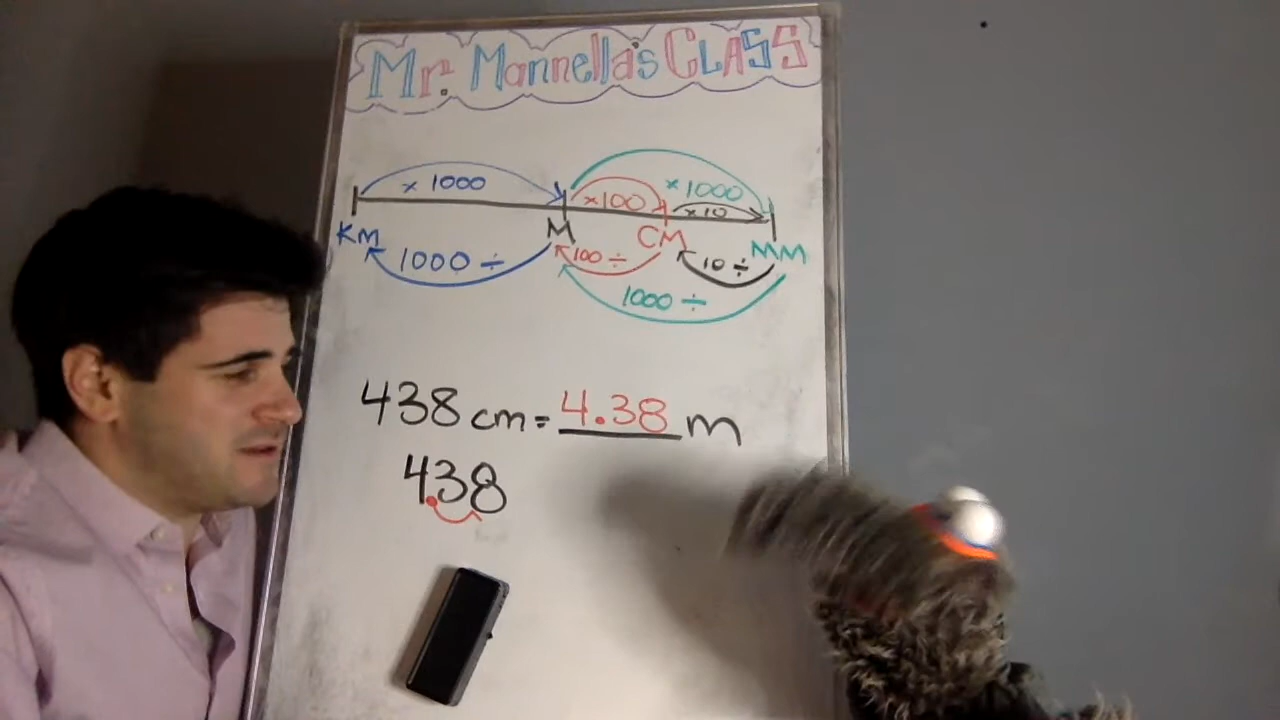 Mr. Mannella's CLASS
× 1000 ×100 ×1000 ×10
KM M CM MM
1000 ÷ 100 ÷ 10 ÷
1000 ÷
438 cm = 4.38 m
438